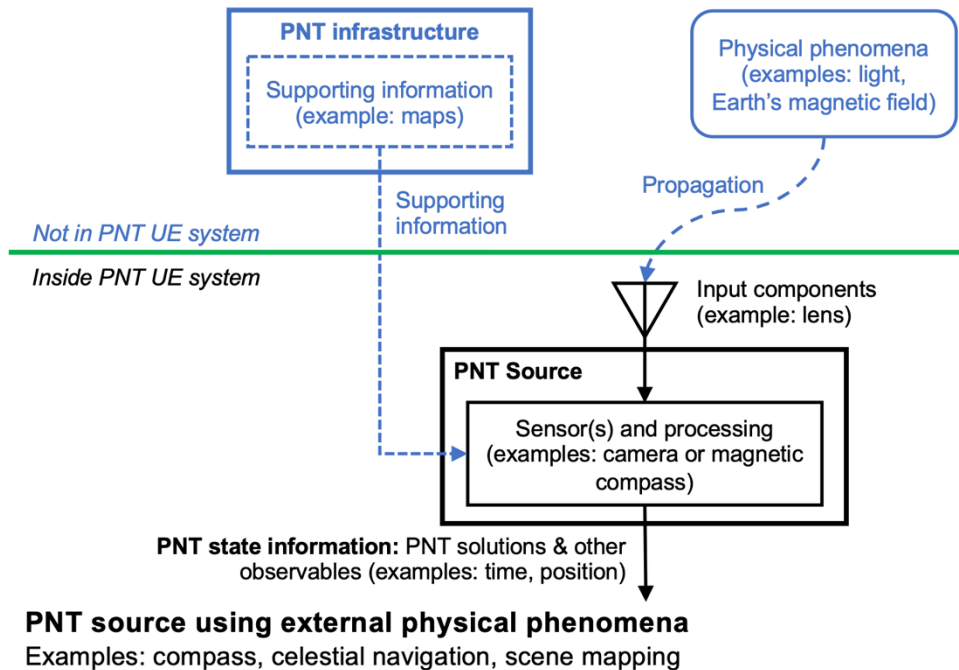 PNT infrastructure
Supporting information
(example: maps)
Physical phenomena
(examples: light,
Earth's magnetic field)
Supporting
information
Propagation
Not in PNT UE system
Inside PNT UE system
Input components
(example: lens)
PNT Source
Sensor(s) and processing
(examples: camera or magnetic
compass)
PNT state information: PNT solutions & other
observables (examples: time, position)
PNT source using external physical phenomena
Examples: compass, celestial navigation, scene mapping